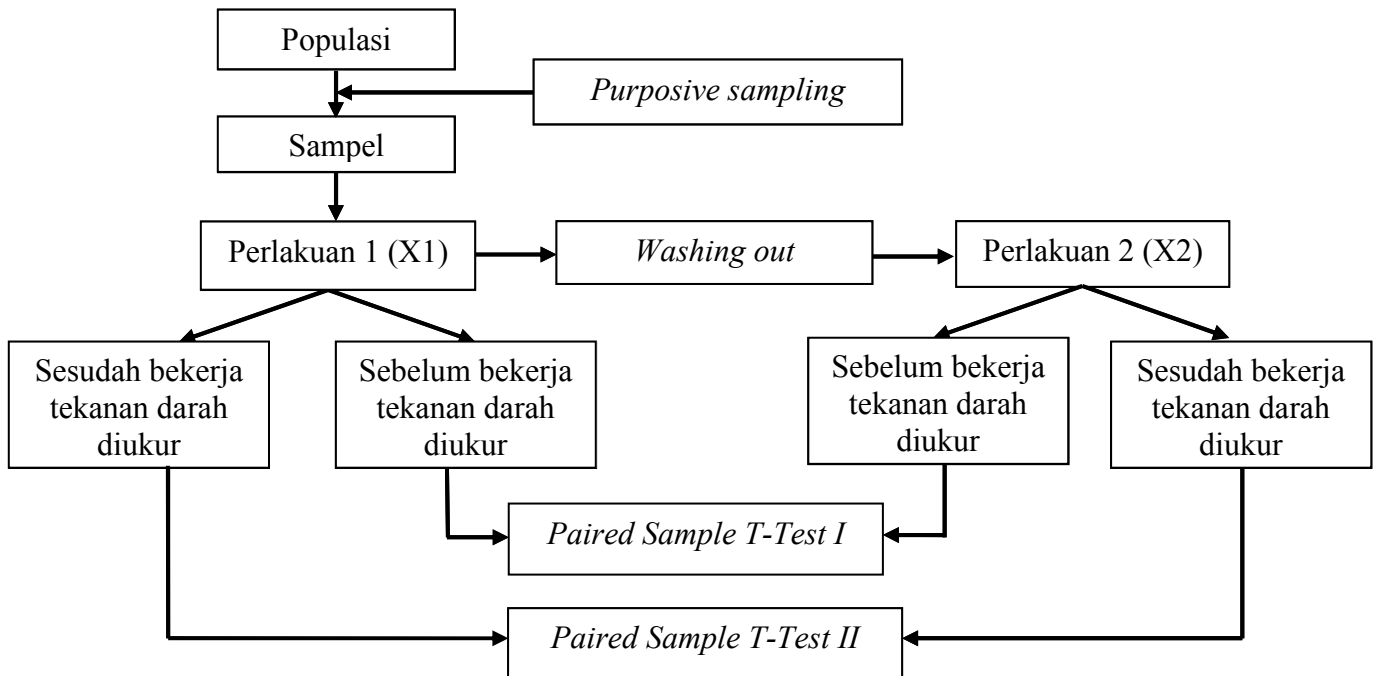 Populasi
Purposive sampling
Sampel
Perlakuan 1 (X1)
Washing out
Perlakuan 2 (X2)
Sesudah bekerja
tekanan darah
diukur
Sebelum bekerja
tekanan darah
diukur
Sebelum bekerja
tekanan darah
diukur
Sesudah bekerja
tekanan darah
diukur
Paired Sample T-Test I
Paired Sample T-Test II